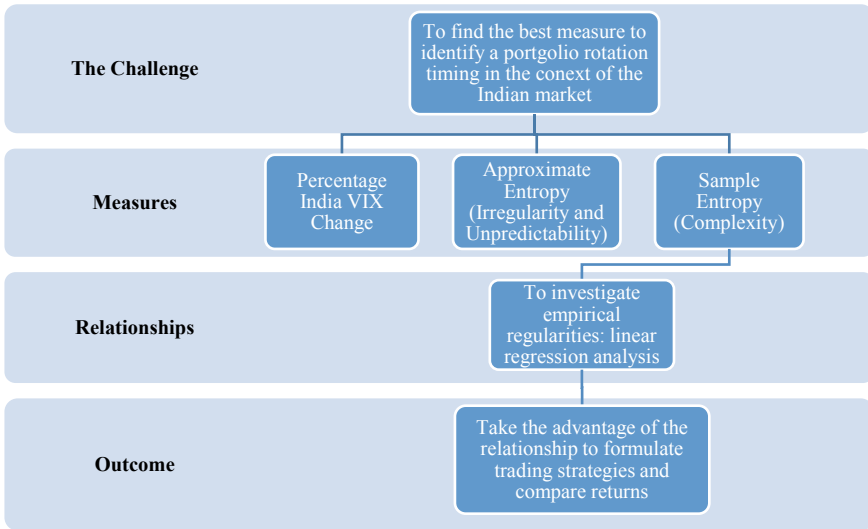 The Challenge
To find the best measure to
identify a portgolio rotation
timing in the conext of the
Indian market
Measures
Percentage
India VIX
Change
Approximate
Entropy
(Irregularity and
Unpredictability)
Sample
Entropy
(Complexity)
Relationships
To investigate
empirical
regularities: linear
regression analysis
Outcome
Take the advantage of the
relationship to formulate
trading strategies and
compare returns